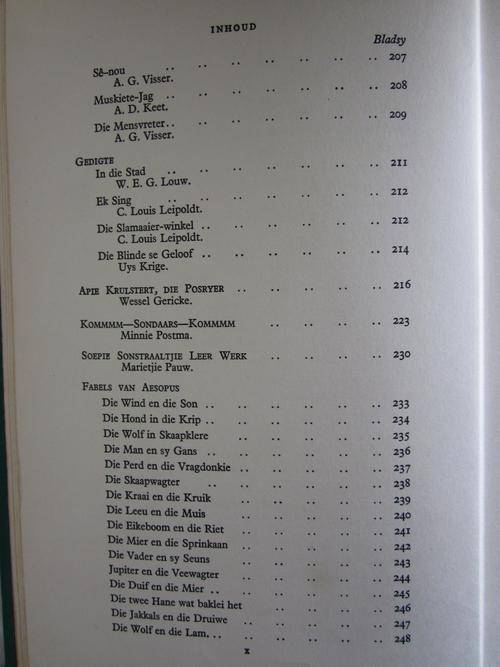 INHOUD
Bladsy
Sê-nou .. .. .. .. .. .. .. 207
A. G. Visser.
Muskiete-Jag .. .. .. .. .. .. 208
A. D. Keet.
Die Mensvreter.. .. .. .. .. .. 209
A. G. Visser.
GEDIGTE
In die Stad .. .. .. .. .. .. 211
W. E. G. Louw.
Ek Sing .. .. .. .. .. .. 212
C. Louis Leipoldt.
Die Slamaaier-winkel .. .. .. .. .. 212
C. Louis Leipoldt.
Die Blinde se Geloof .. .. .. .. .. 214
Uys Krige.
APIE KRULSTERT, DIE POSRYER .. .. .. .. .. 216
Wessel Gericke.
KOMMMM—SONDAARS—KOMMMM .. .. .. .. 223
Minnie Postma.
SOEPIE SONSTRAALTJIE LEER WERK .. .. .. .. 230
Marietjie Pauw.
FABELS VAN AESOPUS
Die Wind en die Son .. .. .. .. .. 233
Die Hond in die Krip .. .. .. .. .. 234
Die Wolf in Skaapklere .. .. .. .. .. 235
Die Man en sy Gans .. .. .. .. .. 236
Die Perd en die Vragdonkie .. .. .. .. .. 237
Die Skaapwagter .. .. .. .. .. .. 238
Die Kraai en die Kruik .. .. .. .. .. 239
Die Leeu en die Muis .. .. .. .. .. 240
Die Eikeboom en die Riet .. .. .. .. .. 241
Die Mier en die Sprinkaan .. .. .. .. .. 242
Die Vader en sy Seuns .. .. .. .. .. 243
Jupiter en die Veewagter .. .. .. .. .. 244
Die Duif en die Mier .. .. .. .. .. 245
Die twee Hane wat baklei het .. .. .. .. 246
Die Jakkals en die Druiwe .. .. .. .. .. 247
Die Wolf en die Lam... .. .. .. .. .. 248
x